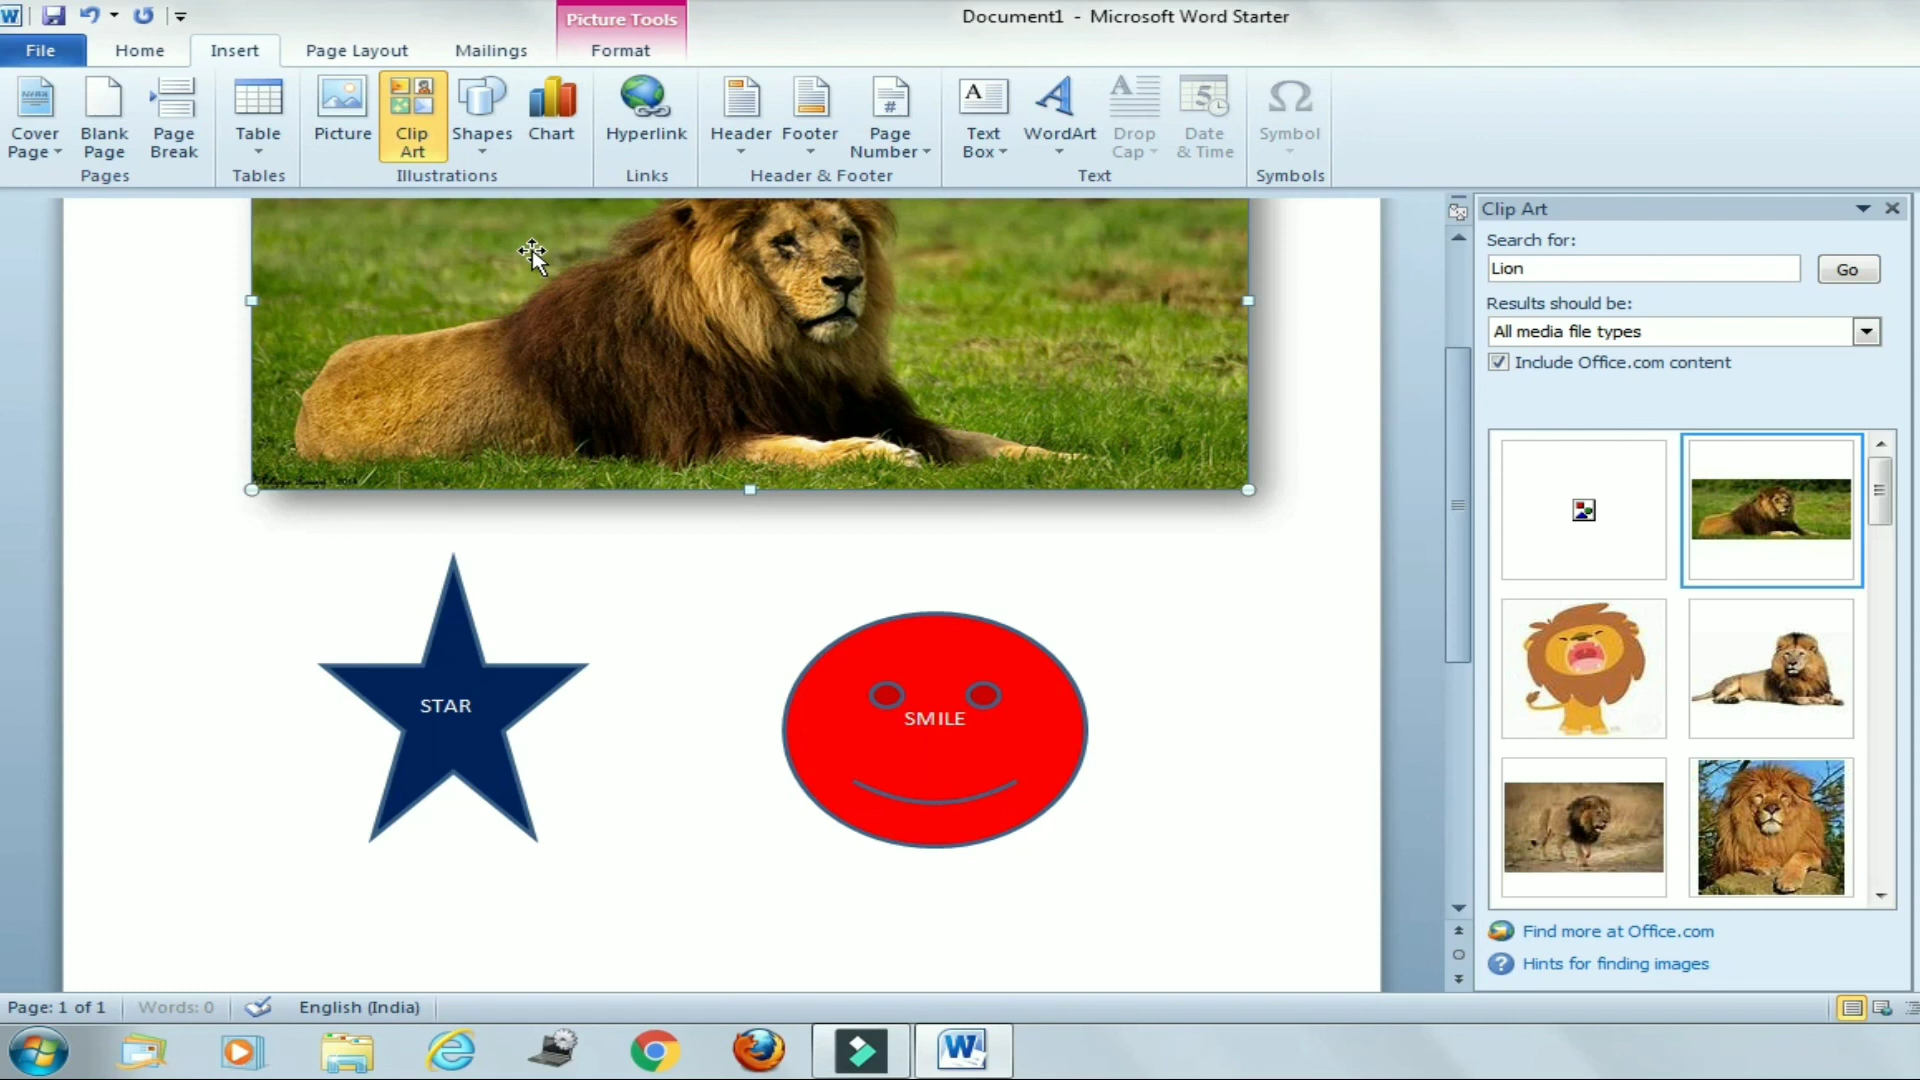 Picture Tools
Document1 - Microsoft Word Starter
File Home Insert Page Layout Mailings Format
Cover Page
Blank Page
Page Break
Table
Picture
Clip Art
Shapes
Chart
Hyperlink
Header
Footer
Page Number
Text Box
WordArt
Drop Cap
Date & Time
Symbol
Pages Tables Illustrations Links Header & Footer Text Symbols
Clip Art
Search for:
Lion
Go
Results should be:
All media file types
Include Office.com content
STAR
SMILE
Find more at Office.com
Hints for finding images
Page: 1 of 1 Words: 0 English (India)